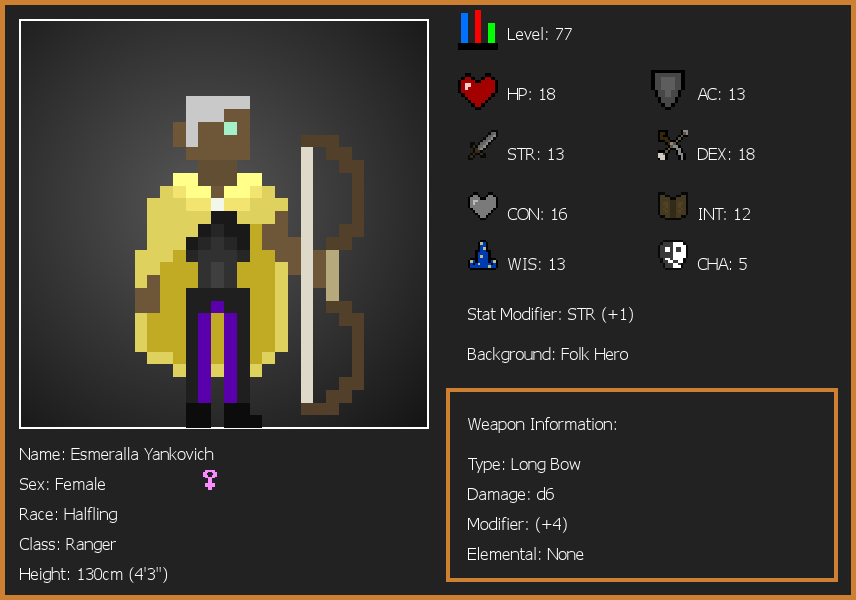 Level: 77
HP: 18
AC: 13
STR: 13
DEX: 18
CON: 16
INT: 12
WIS: 13
CHA: 5
Stat Modifier: STR (+1)
Background: Folk Hero
Weapon Information:
Type: Long Bow
Damage: d6
Modifier: (+4)
Elemental: None
Name: Esmeralla Yankovich
Sex: Female
Race: Halfling
Class: Ranger
Height: 130cm (4'3")